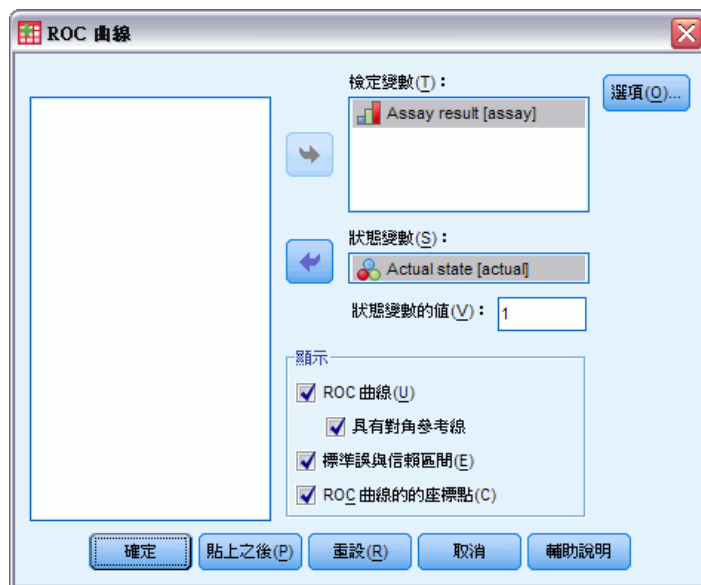 ROC 曲線
檢定變數(T):
Assay result [assay]
選項(O)...
狀態變數(S):
Actual state [actual]
狀態變數的值(V): 1
顯示
ROC 曲線(U)
具有對角參考線
標準誤與信賴區間(E)
ROC 曲線的的座標點(C)
確定 貼上之後(P) 重設(R) 取消 輔助說明